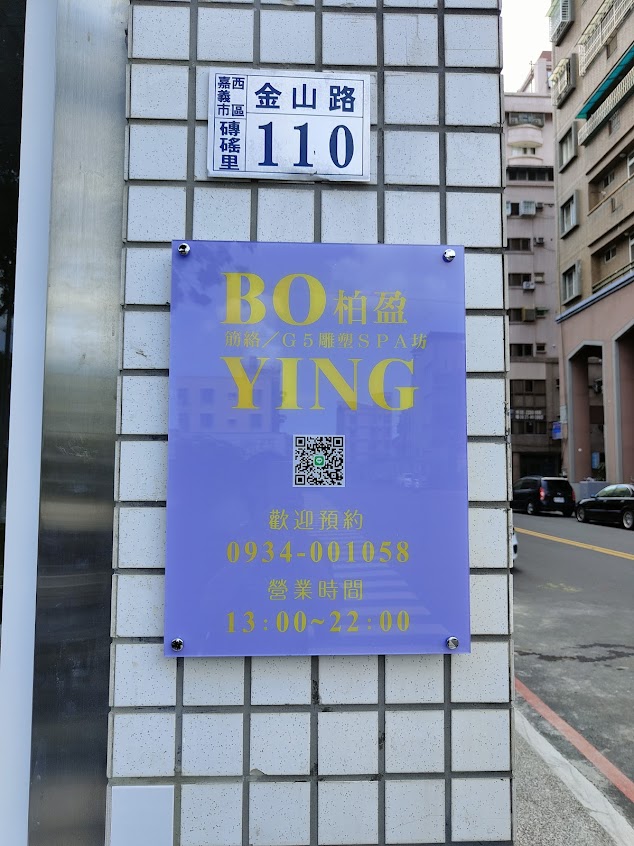 嘉義市 西區
磚磘里
金山路
110
BO 柏盈
筋絡／G5雕塑SPA坊
YING
歡迎預約
0934-001058
營業時間
13:00~22:00